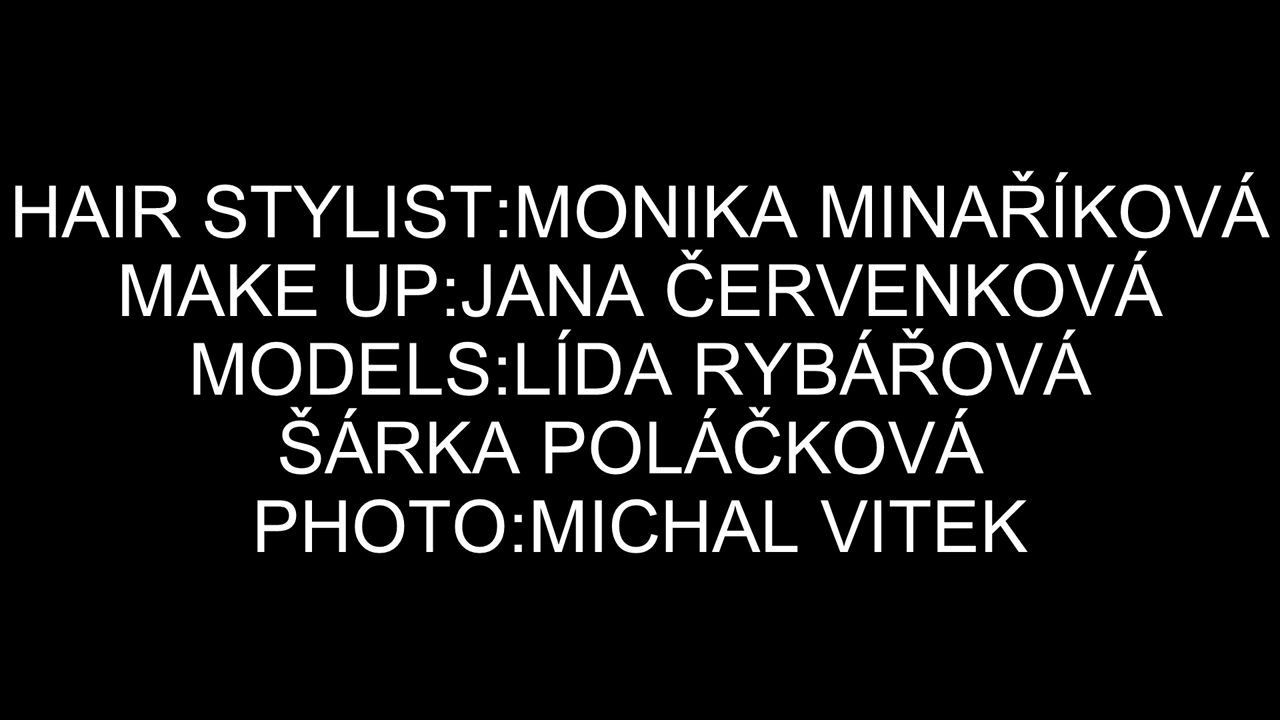 HAIR STYLIST:MONIKA MINAŘÍKOVÁ
MAKE UP:JANA ČERVENKOVÁ
MODELS:LÍDA RYBÁŘOVÁ
ŠÁRKA POLÁČKOVÁ
PHOTO:MICHAL VITEK